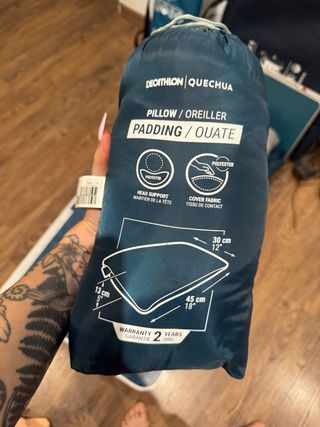 DECATHLON | QUECHUA
PILLOW / OREILLER
PADDING / OUATE
POLYESTER
POLYESTER
HEAD SUPPORT
MAINTIEN DE LA TÊTE
COVER FABRIC
TISSU DE CONTACT
30 cm
12"
13 cm
5"
45 cm
18"
WARRANTY 2 YEARS
GARANTIE ANS